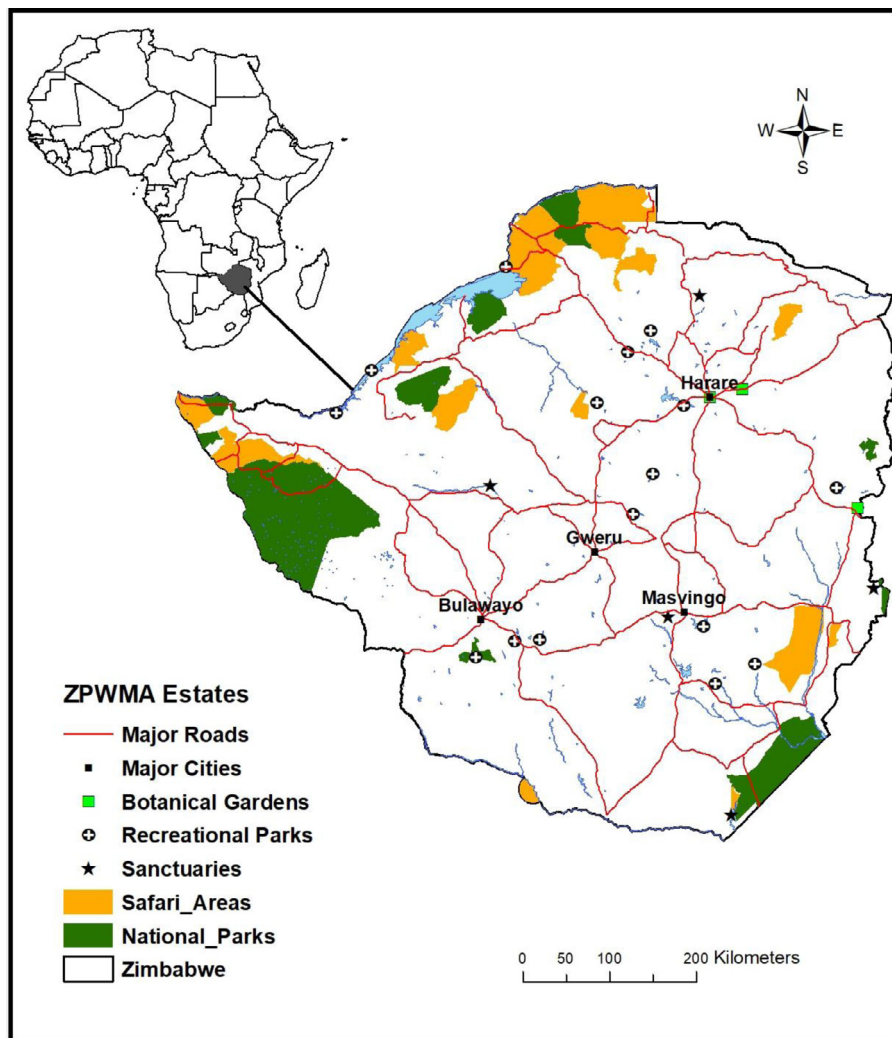 N
W E
S
Harare
Gweru
Bulawayo
Masvingo
ZPWMA Estates
Major Roads
Major Cities
Botanical Gardens
Recreational Parks
Sanctuaries
Safari_Areas
National_Parks
Zimbabwe
0 50 100 200 Kilometers